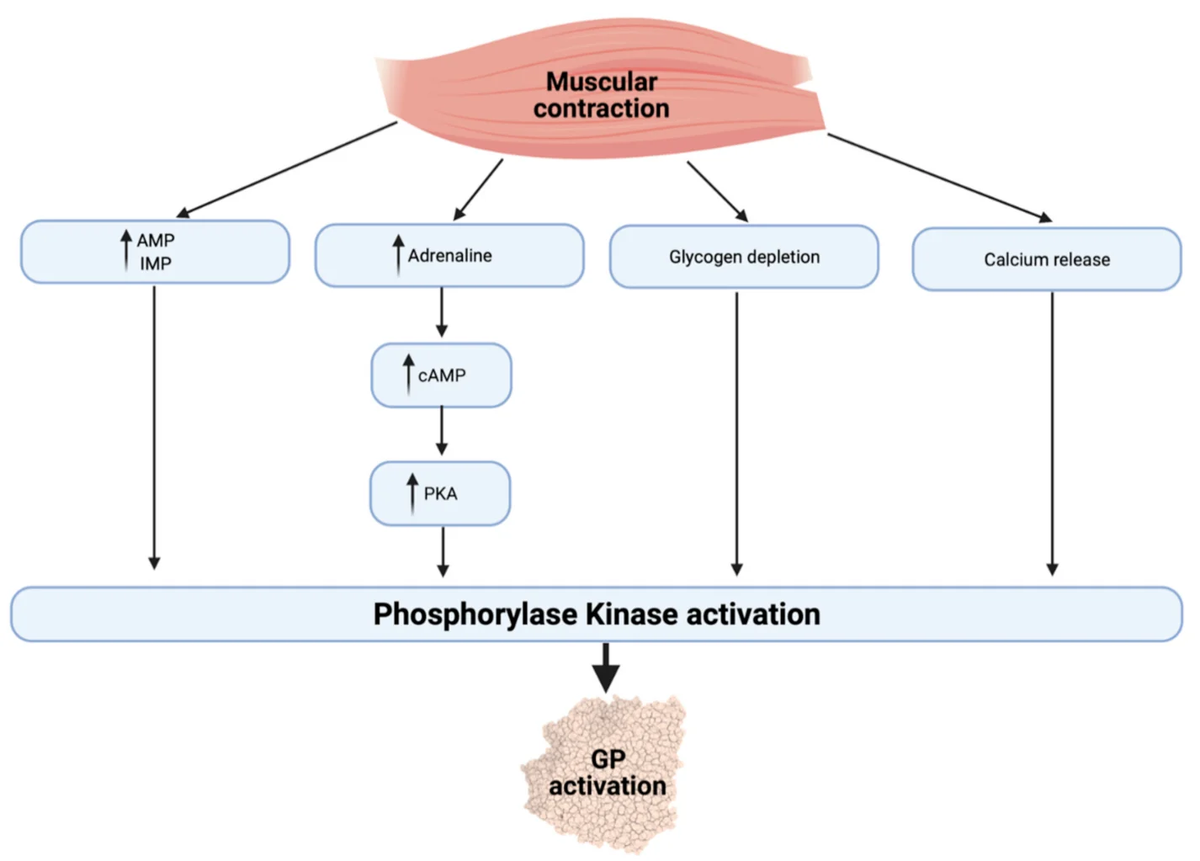 Muscular
contraction
AMP
IMP
Adrenaline
Glycogen depletion
Calcium release
cAMP
PKA
Phosphorylase Kinase activation
GP
activation